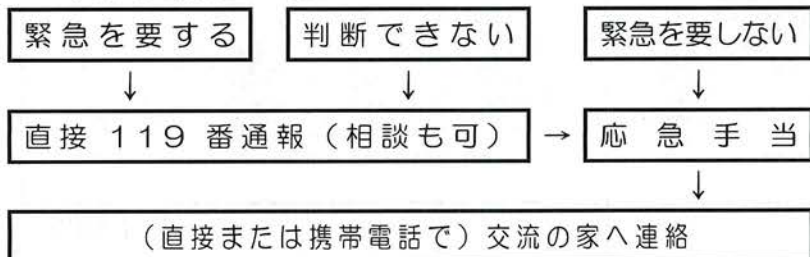 緊急を要する 判断できない 緊急を要しない
↓ ↓ ↓
直接 119 番通報（相談も可） → 応急手当
↓
（直接または携帯電話で）交流の家へ連絡